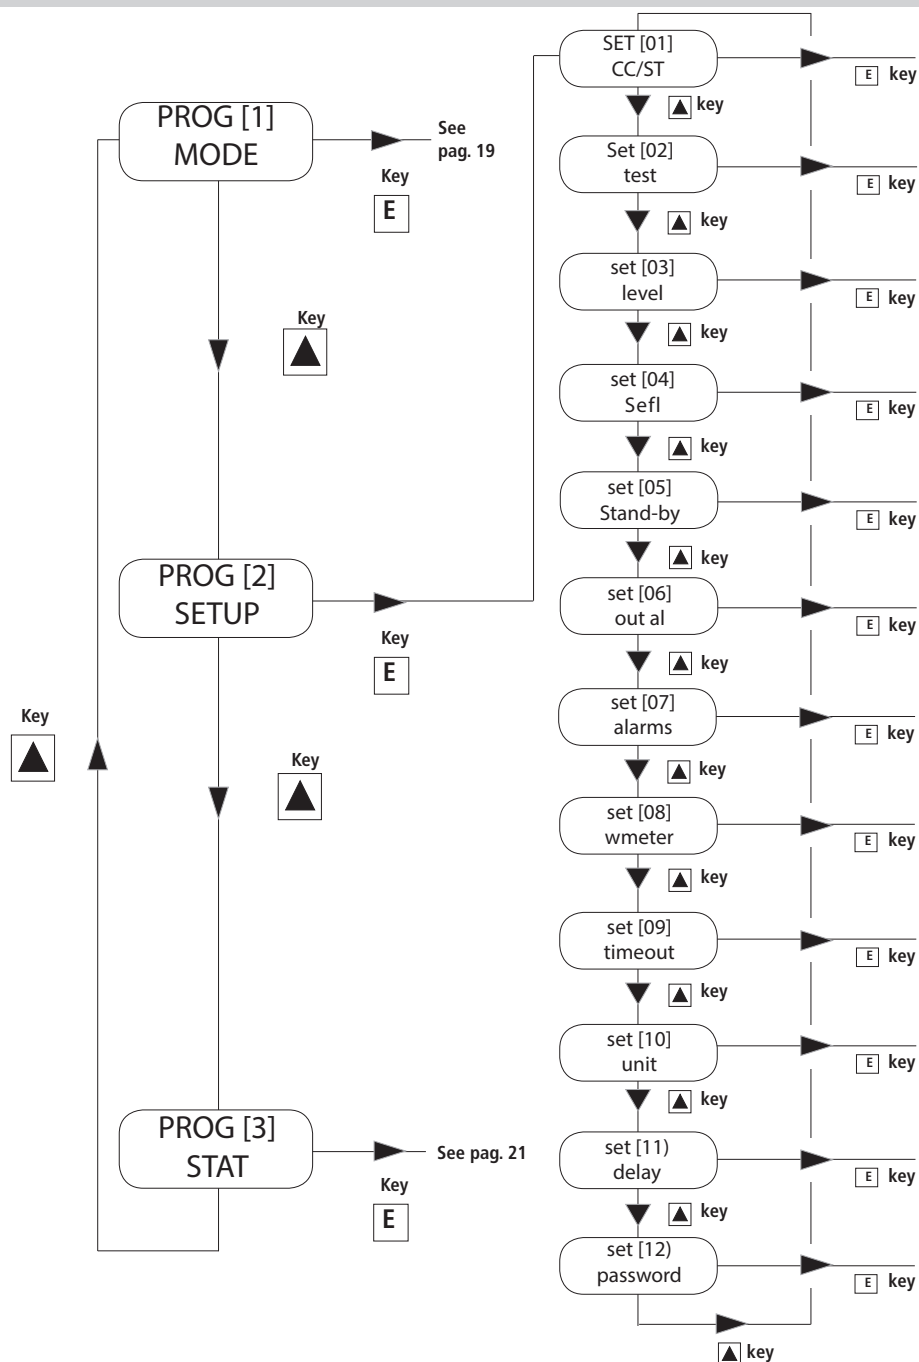 PROG [1]
MODE
See
pag. 19
Key
E
Key
PROG [2]
SETUP
Key
E
Key
Key
PROG [3]
STAT
See pag. 21
Key
E
SET [01]
CC/ST
E key
key
Set [02]
test
E key
key
set [03]
level
E key
key
set [04]
Sefl
E key
key
set [05]
Stand-by
E key
key
set [06]
out al
E key
key
set [07]
alarms
E key
key
set [08]
wmeter
E key
key
set [09]
timeout
E key
key
set [10]
unit
E key
key
set [11)
delay
E key
key
set [12)
password
E key
key